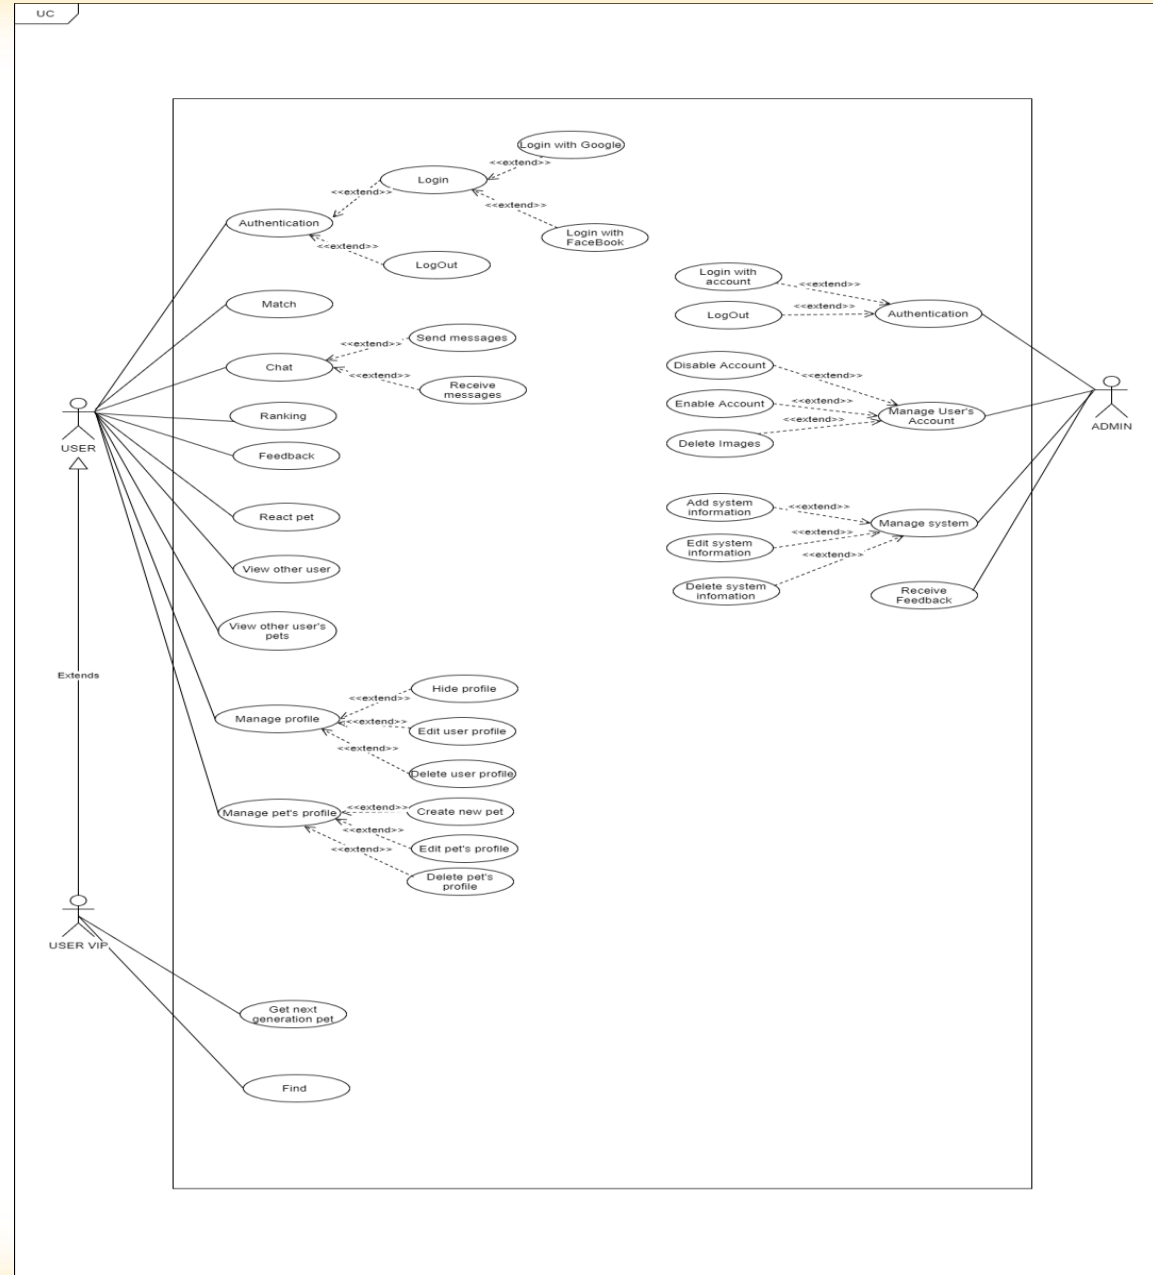 UC
Login with Google
<<extend>>
Login
<<extend>>
<<extend>>
Authentication
Login with
FaceBook
<<extend>>
LogOut
Match
Send messages
<<extend>>
Chat
<<extend>>
Receive
messages
Ranking
USER
Feedback
React pet
View other user
View other user's
pets
Extends
Hide profile
<<extend>>
Manage profile
<<extend>>
Edit user profile
<<extend>>
Delete user profile
Manage pet's profile
<<extend>>
Create new pet
<<extend>>
Edit pet's profile
<<extend>>
Delete pet's
profile
USER VIP
Get next
generation pet
Find
Login with
account
<<extend>>
LogOut
<<extend>>
Authentication
Disable Account
<<extend>>
Enable Account
<<extend>>
Manage User's
Account
<<extend>>
Delete Images
ADMIN
Add system
information
<<extend>>
Manage system
Edit system
information
<<extend>>
<<extend>>
Delete system
infomation
Receive
Feedback